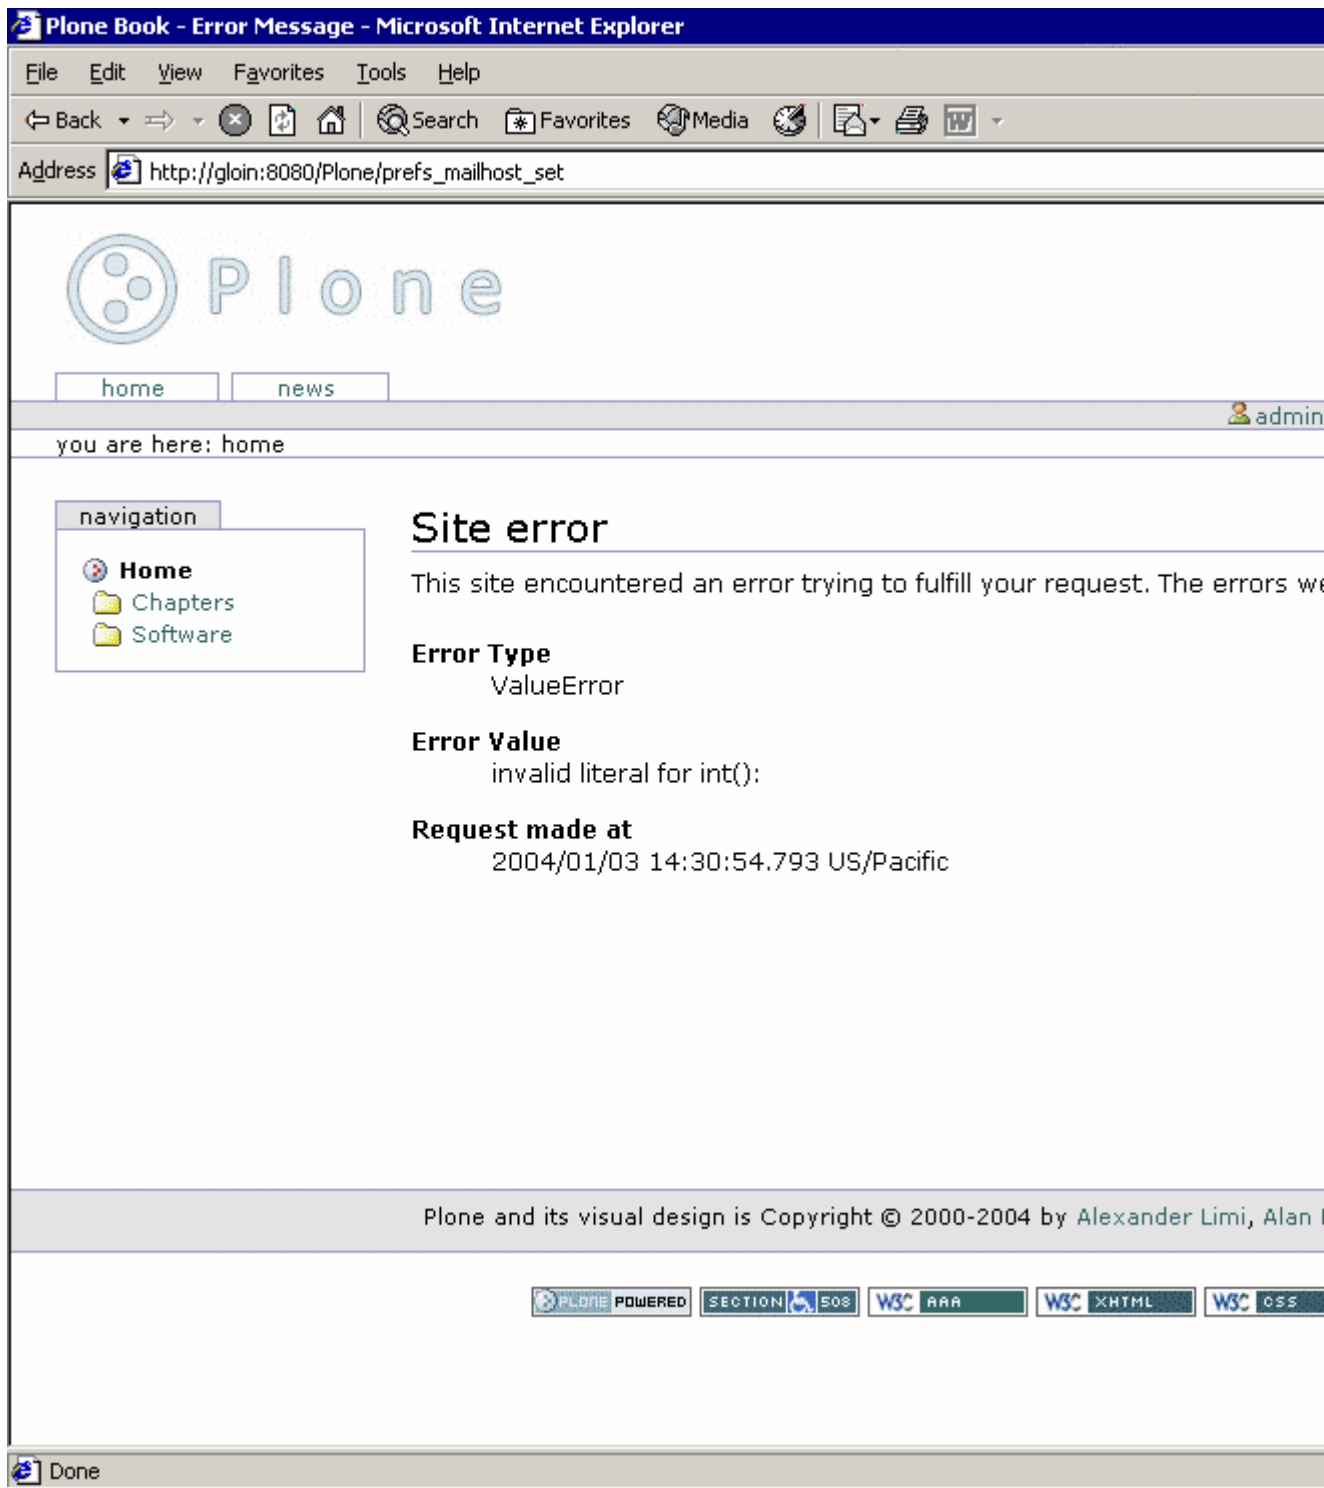 Plone Book - Error Message - Microsoft Internet Explorer
File Edit View Favorites Tools Help
Back Search Favorites Media
Address http://gloin:8080/Plone/prefs_mailhost_set
Plone
home news
admin
you are here: home
navigation
Home
Chapters
Software
Site error
This site encountered an error trying to fulfill your request. The errors we
Error Type
ValueError
Error Value
invalid literal for int():
Request made at
2004/01/03 14:30:54.793 US/Pacific
Plone and its visual design is Copyright © 2000-2004 by Alexander Limi, Alan
PLONE POWERED SECTION 508 W3C AAA W3C XHTML W3C CSS
Done